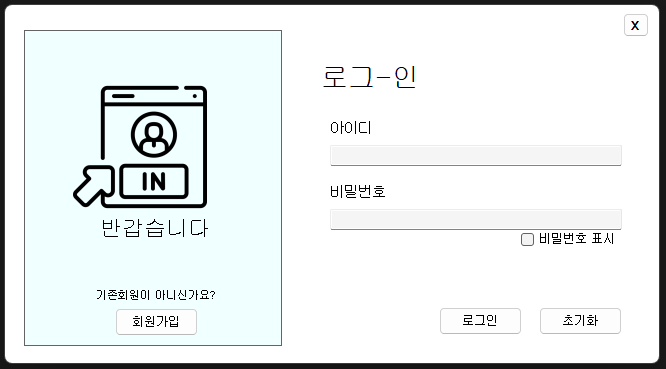 X
IN
반갑습니다
기존회원이 아니신가요?
회원가입
로그-인
아이디
비밀번호
비밀번호 표시
로그인
초기화